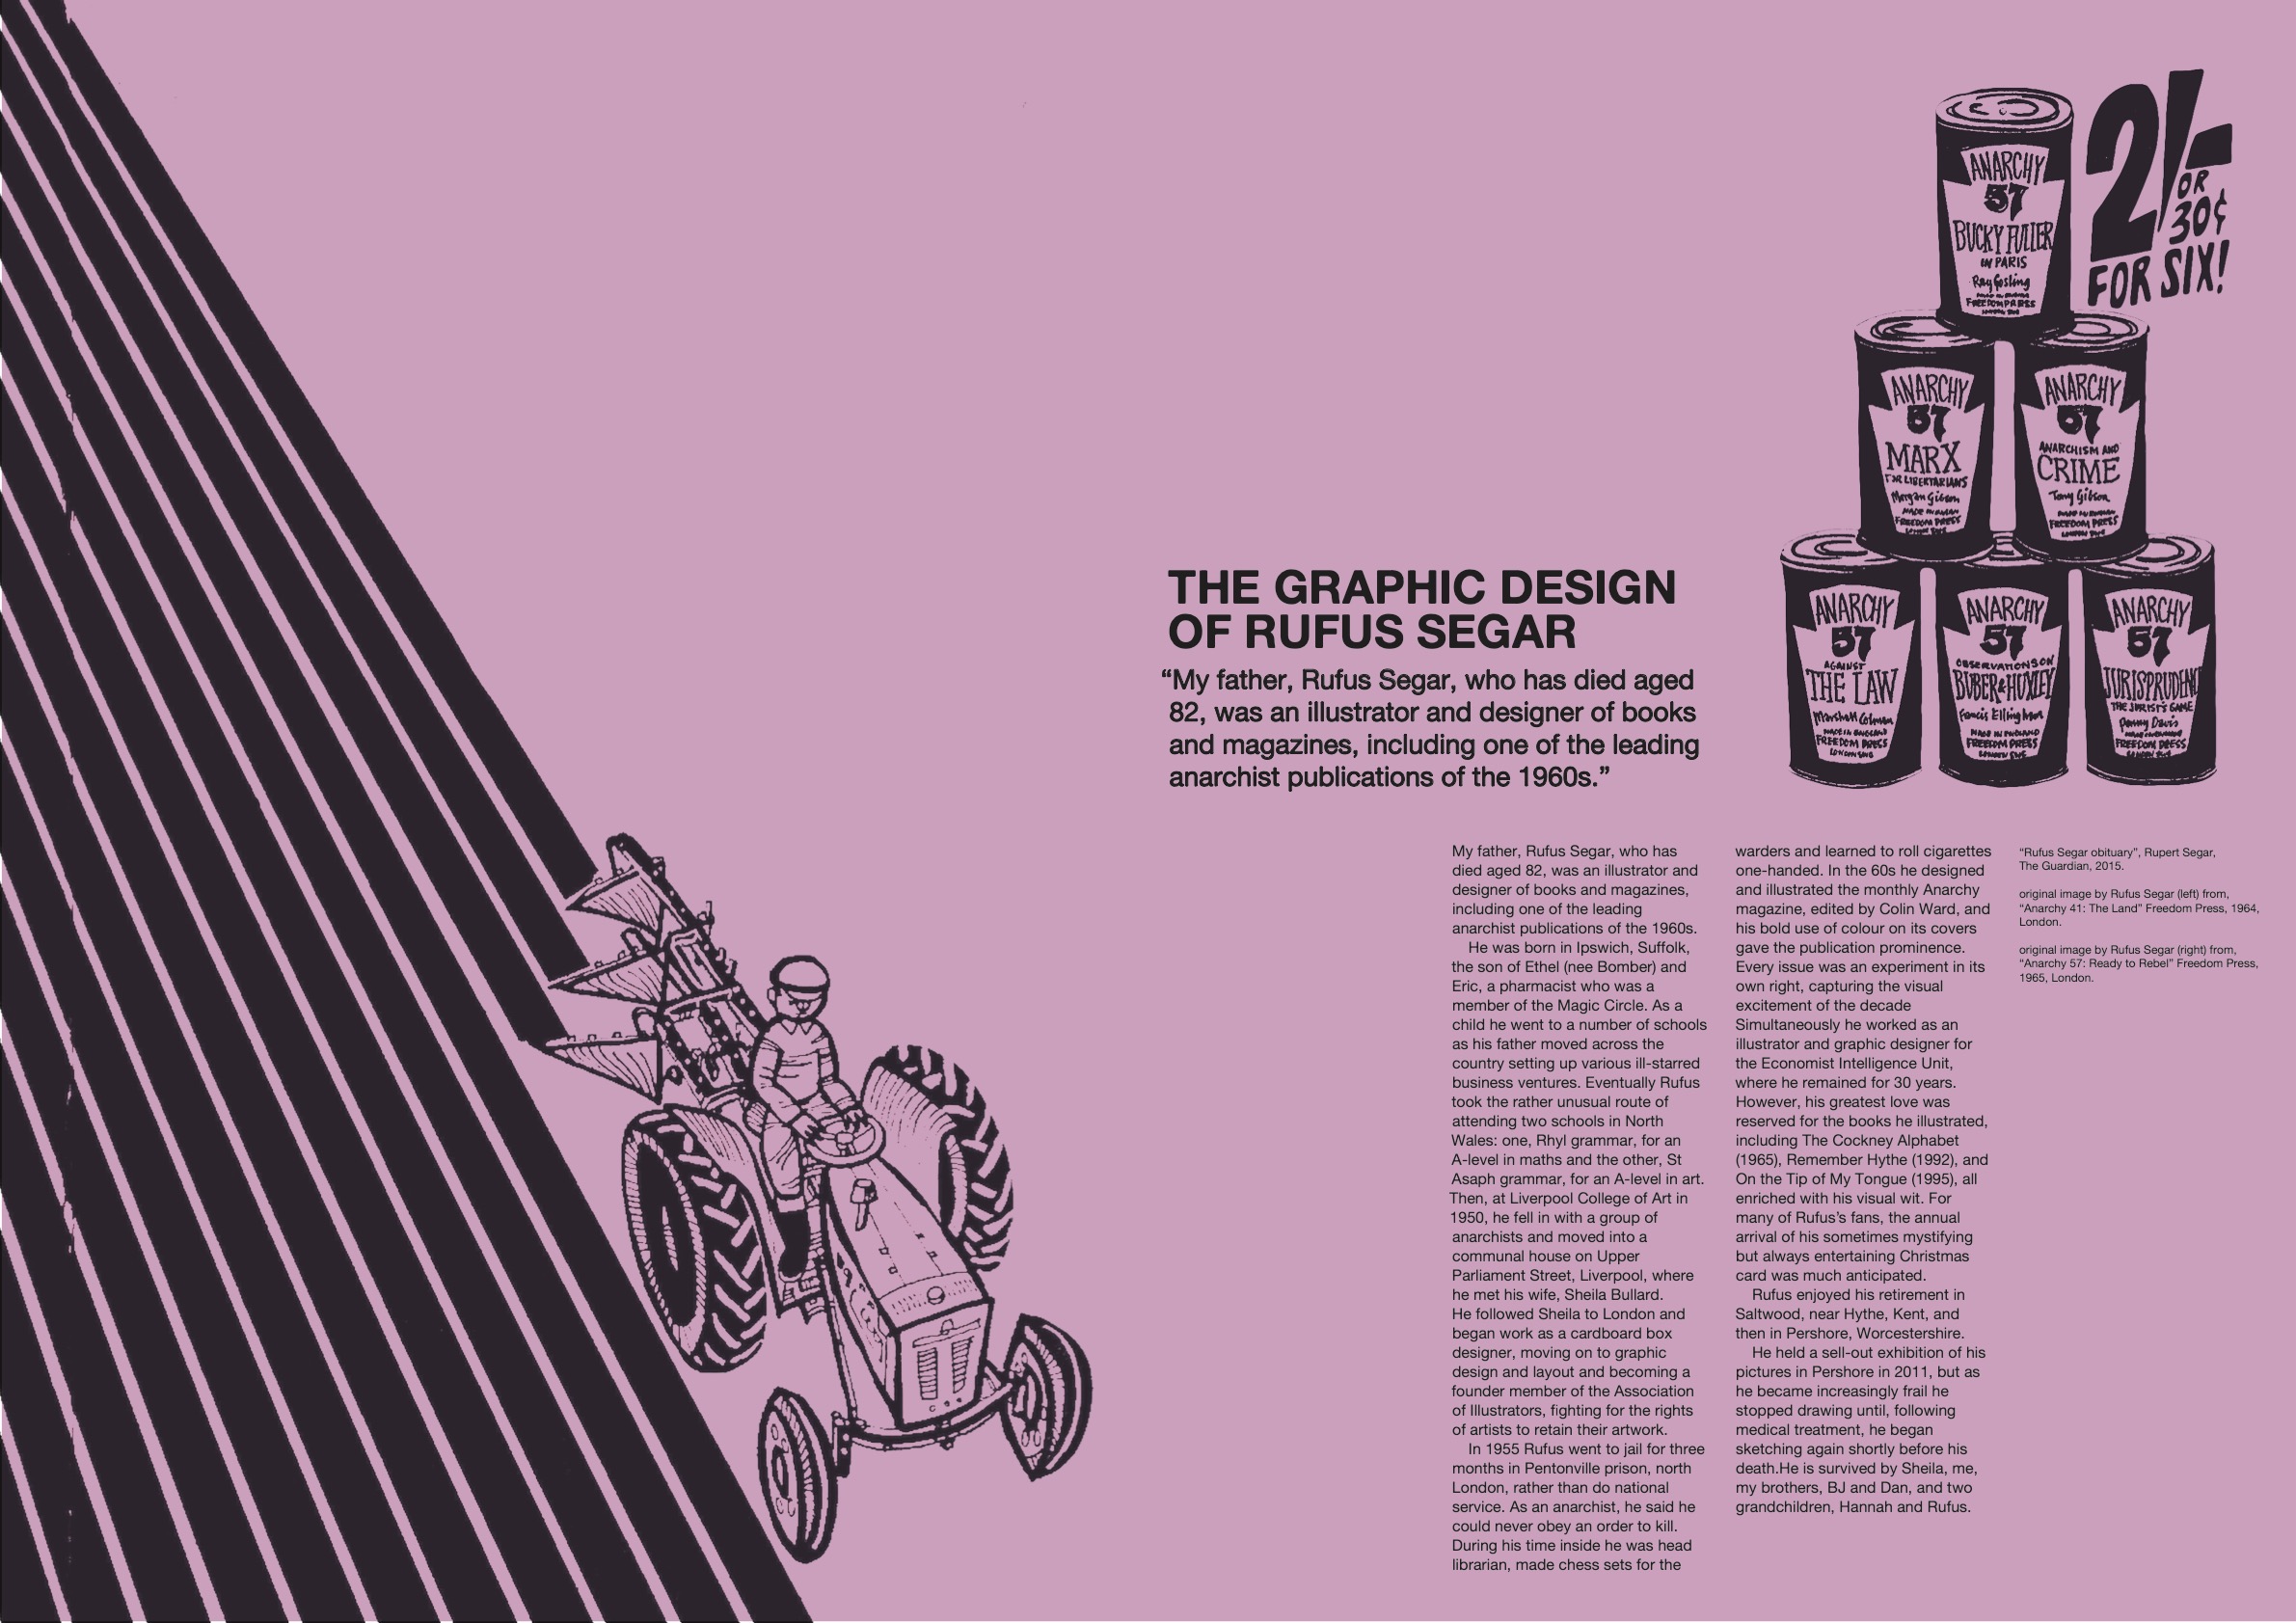 ANARCHY
57
BUCKY FULLER
IN PARIS
Ray Gosling
FREEDOM PRESS
2/-
OR
30¢
FOR SIX!
ANARCHY
57
MARX
FOR LIBERTARIANS
Morgan Gibson
FREEDOM PRESS
ANARCHY
57
ANARCHISM AND
CRIME
Tony Gibson
FREEDOM PRESS
ANARCHY
57
AGAINST
THE LAW
Marshall Colman
MADE IN ENGLAND
FREEDOM PRESS
ANARCHY
57
OBSERVATIONS ON
BUBER & HUXLEY
Francis Ellingham
MADE IN ENGLAND
FREEDOM PRESS
ANARCHY
57
JURISPRUDENCE
THE JURIST'S GAME
FREEDOM PRESS
THE GRAPHIC DESIGN
OF RUFUS SEGAR
“My father, Rufus Segar, who has died aged
82, was an illustrator and designer of books
and magazines, including one of the leading
anarchist publications of the 1960s.”
My father, Rufus Segar, who has
died aged 82, was an illustrator and
designer of books and magazines,
including one of the leading
anarchist publications of the 1960s.
He was born in Ipswich, Suffolk,
the son of Ethel (nee Bomber) and
Eric, a pharmacist who was a
member of the Magic Circle. As a
child he went to a number of schools
as his father moved across the
country setting up various ill-starred
business ventures. Eventually Rufus
took the rather unusual route of
attending two schools in North
Wales: one, Rhyl grammar, for an
A-level in maths and the other, St
Asaph grammar, for an A-level in art.
Then, at Liverpool College of Art in
1950, he fell in with a group of
anarchists and moved into a
communal house on Upper
Parliament Street, Liverpool, where
he met his wife, Sheila Bullard.
He followed Sheila to London and
began work as a cardboard box
designer, moving on to graphic
design and layout and becoming a
founder member of the Association
of Illustrators, fighting for the rights
of artists to retain their artwork.
In 1955 Rufus went to jail for three
months in Pentonville prison, north
London, rather than do national
service. As an anarchist, he said he
could never obey an order to kill.
During his time inside he was head
librarian, made chess sets for the
warders and learned to roll cigarettes
one-handed. In the 60s he designed
and illustrated the monthly Anarchy
magazine, edited by Colin Ward, and
his bold use of colour on its covers
gave the publication prominence.
Every issue was an experiment in its
own right, capturing the visual
excitement of the decade
Simultaneously he worked as an
illustrator and graphic designer for
the Economist Intelligence Unit,
where he remained for 30 years.
However, his greatest love was
reserved for the books he illustrated,
including The Cockney Alphabet
(1965), Remember Hythe (1992), and
On the Tip of My Tongue (1995), all
enriched with his visual wit. For
many of Rufus’s fans, the annual
arrival of his sometimes mystifying
but always entertaining Christmas
card was much anticipated.
Rufus enjoyed his retirement in
Saltwood, near Hythe, Kent, and
then in Pershore, Worcestershire.
He held a sell-out exhibition of his
pictures in Pershore in 2011, but as
he became increasingly frail he
stopped drawing until, following
medical treatment, he began
sketching again shortly before his
death.He is survived by Sheila, me,
my brothers, BJ and Dan, and two
grandchildren, Hannah and Rufus.
“Rufus Segar obituary”, Rupert Segar,
The Guardian, 2015.
original image by Rufus Segar (left) from,
“Anarchy 41: The Land” Freedom Press, 1964,
London.
original image by Rufus Segar (right) from,
“Anarchy 57: Ready to Rebel” Freedom Press,
1965, London.